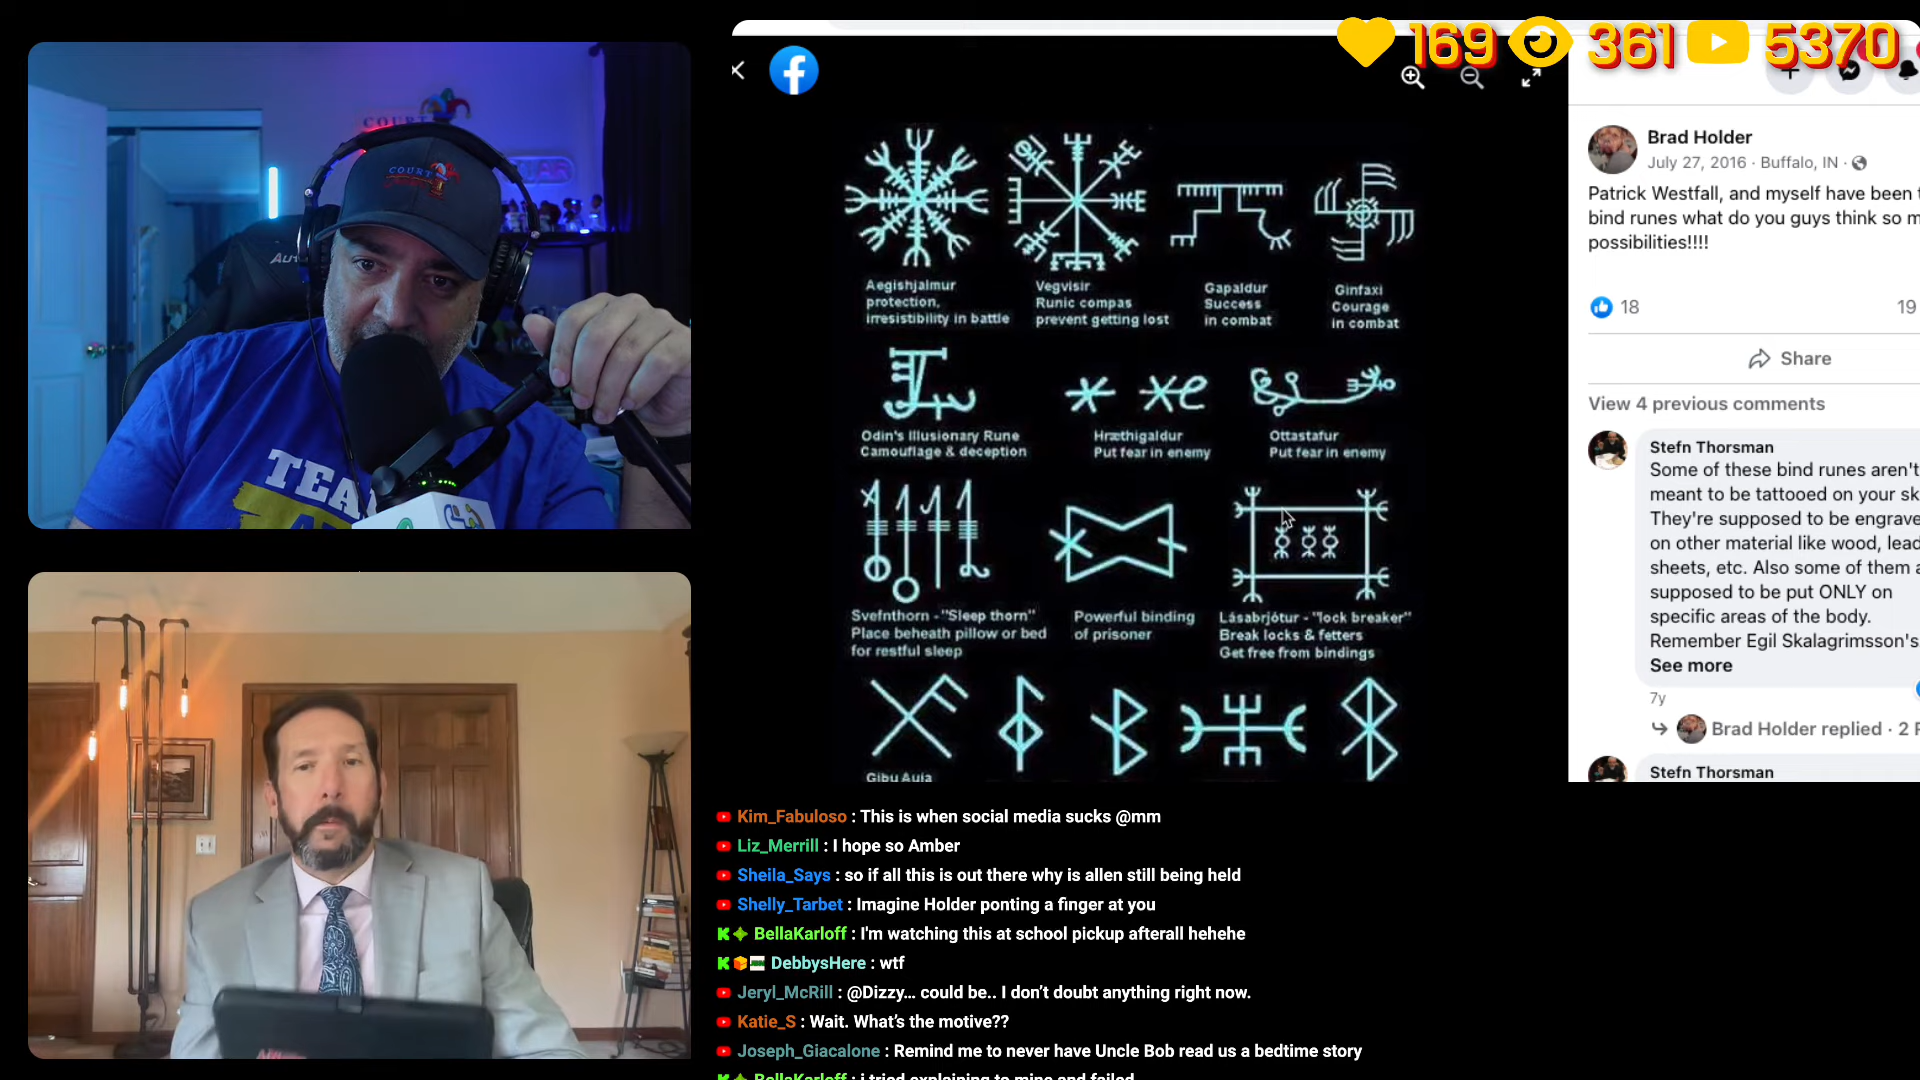 169 361 5370
COURT
COURT
TEA
Brad Holder
July 27, 2016 · Buffalo, IN ·
Patrick Westfall, and myself have been
bind runes what do you guys think so
possibilities!!!!
18
19
Share
View 4 previous comments
Stefn Thorsman
Some of these bind runes aren't
meant to be tattooed on your
They're supposed to be
on other material like wood,
sheets, etc. Also some of them
supposed to be put ONLY on
specific areas of the body.
Remember Egil Skalagrimsson's
See more
7y
Brad Holder replied · 2
Stefn Thorsman
Aegishjalmur
protection,
irresistibility in battle
Vegvisir
Runic compas
prevent getting lost
Gapaldur
Success
in combat
Ginfaxi
Courage
in combat
Odin's Illusionary Rune
Camouflage & deception
Hræthigaldur
Put fear in enemy
Ottastafur
Put fear in enemy
Svefnthorn - "Sleep thorn"
Place beheath pillow or bed
for restful sleep
Powerful binding
of prisoner
Lásabrjótur - "lock breaker"
Break locks & fetters
Get free from bindings
Gibu Auja
Kim_Fabuloso : This is when social media sucks @mm
Liz_Merrill : I hope so Amber
Sheila_Says : so if all this is out there why is allen still being held
Shelly_Tarbet : Imagine Holder ponting a finger at you
BellaKarloff : I'm watching this at school pickup afterall hehehe
DebbysHere : wtf
Jeryl_McRill : @Dizzy... could be.. I don't doubt anything right now.
Katie_S : Wait. What's the motive??
Joseph_Giacalone : Remind me to never have Uncle Bob read us a bedtime story
BellaKarloff : i tried explaining to mine and failed